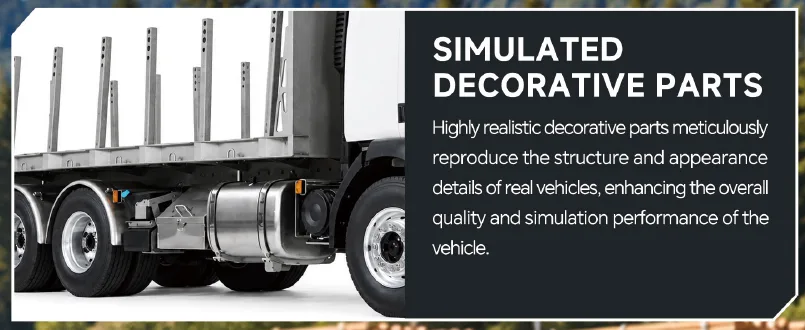 SIMULATED
DECORATIVE PARTS
Highly realistic decorative parts meticulously
reproduce the structure and appearance
details of real vehicles, enhancing the overall
quality and simulation performance of the
vehicle.